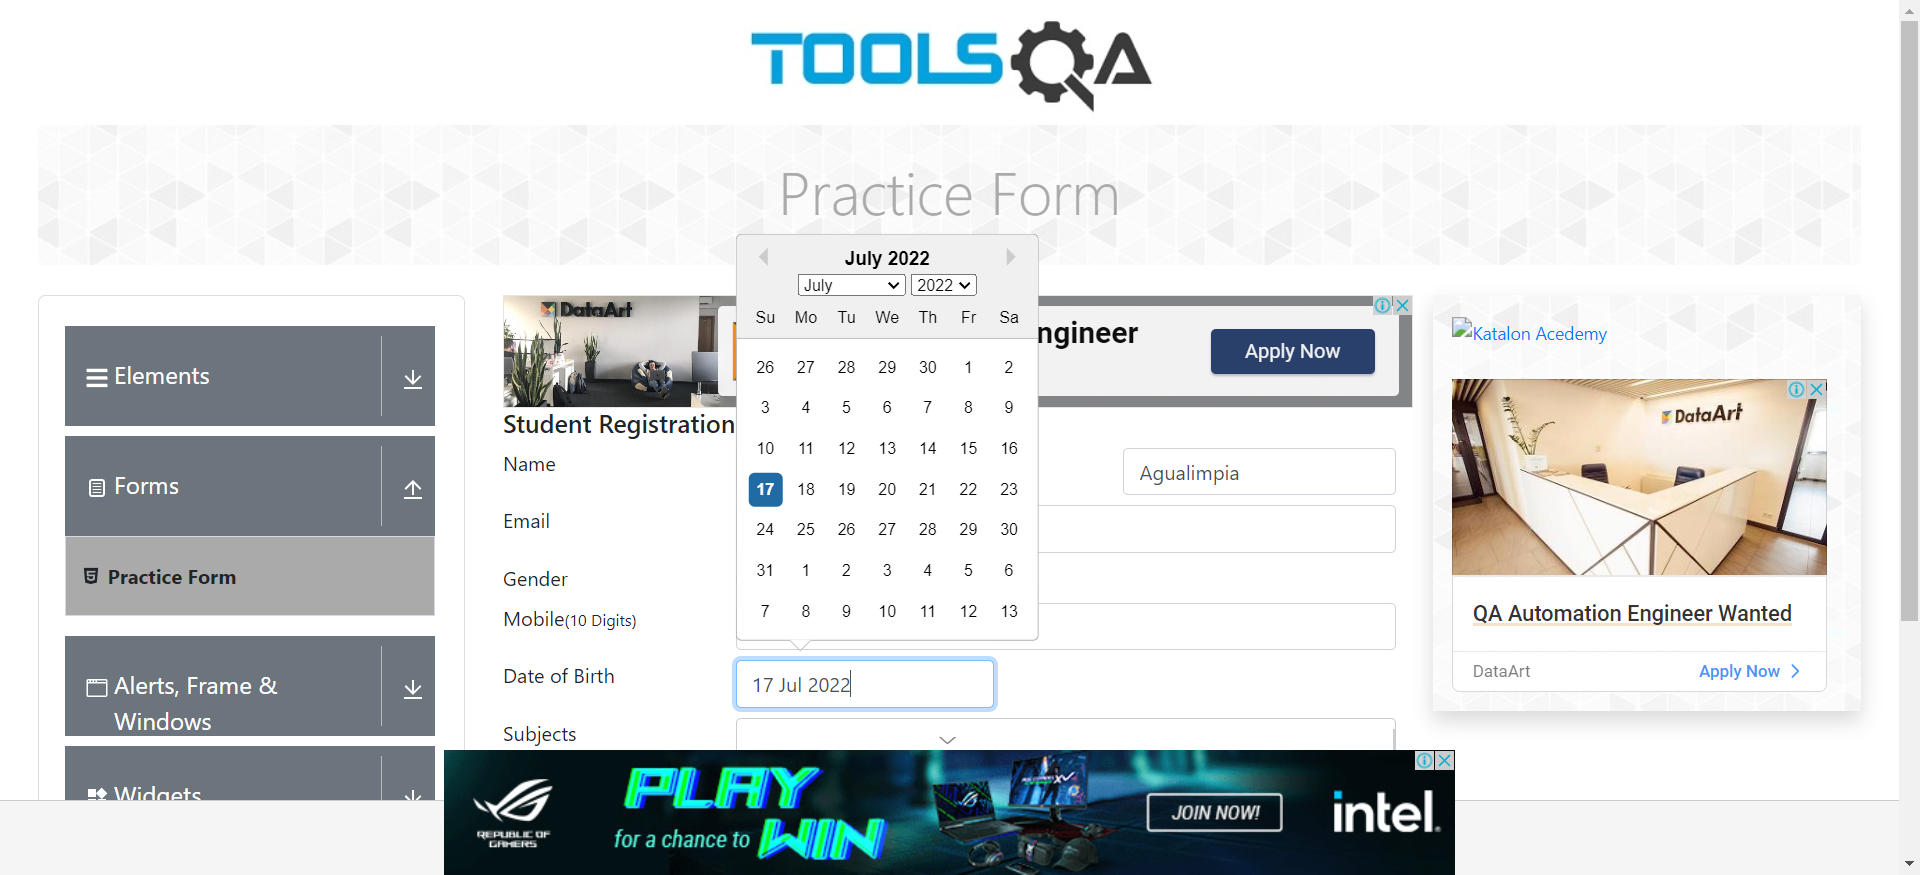 TOOLSQA
Practice Form
Elements
Forms
Practice Form
Alerts, Frame &
Windows
Widgets
DataArt
ngineer
Apply Now
Student Registration
Name
Agualimpia
Email
Gender
Mobile(10 Digits)
Date of Birth
17 Jul 2022
Subjects
July 2022
July 2022
Su Mo Tu We Th Fr Sa
26 27 28 29 30 1 2
3 4 5 6 7 8 9
10 11 12 13 14 15 16
17 18 19 20 21 22 23
24 25 26 27 28 29 30
31 1 2 3 4 5 6
7 8 9 10 11 12 13
Katalon Acedemy
DataArt
QA Automation Engineer Wanted
DataArt
Apply Now
REPUBLIC OF
GAMERS
PLAY
for a chance to WIN
JOIN NOW!
intel.